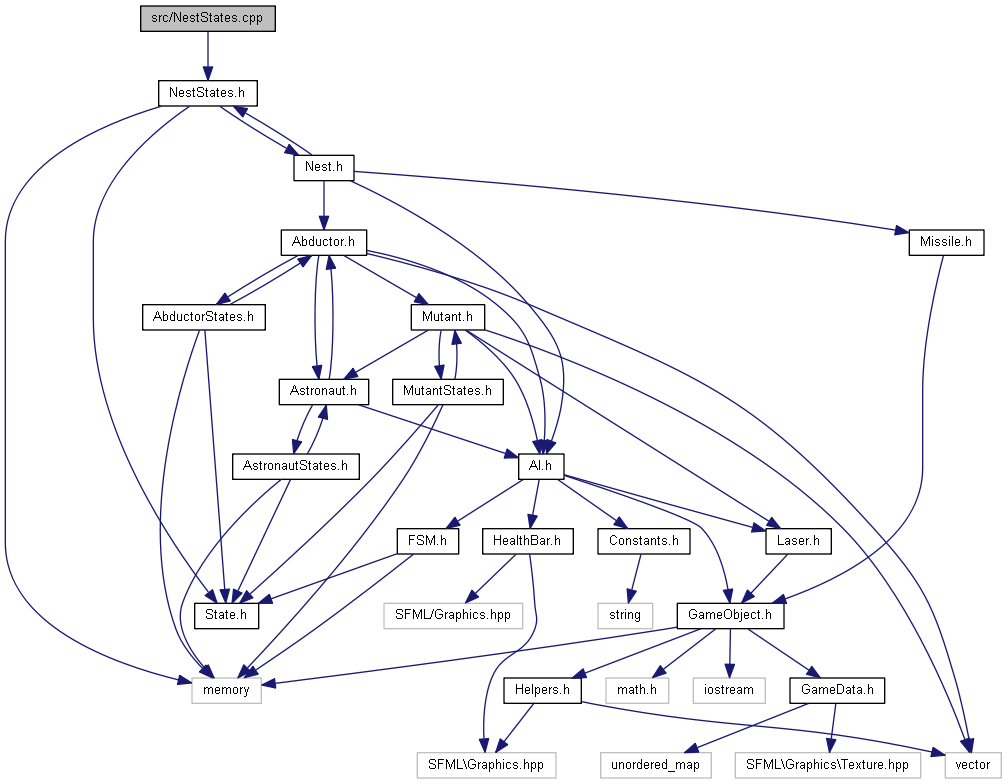 src/NestStates.cpp
NestStates.h
Nest.h
Abductor.h
Missile.h
AbductorStates.h
Mutant.h
Astronaut.h
MutantStates.h
AstronautStates.h
AI.h
FSM.h
HealthBar.h
Constants.h
Laser.h
State.h
SFML/Graphics.hpp
string
GameObject.h
memory
Helpers.h
math.h
iostream
GameData.h
SFML\Graphics.hpp
unordered_map
SFML\Graphics\Texture.hpp
vector